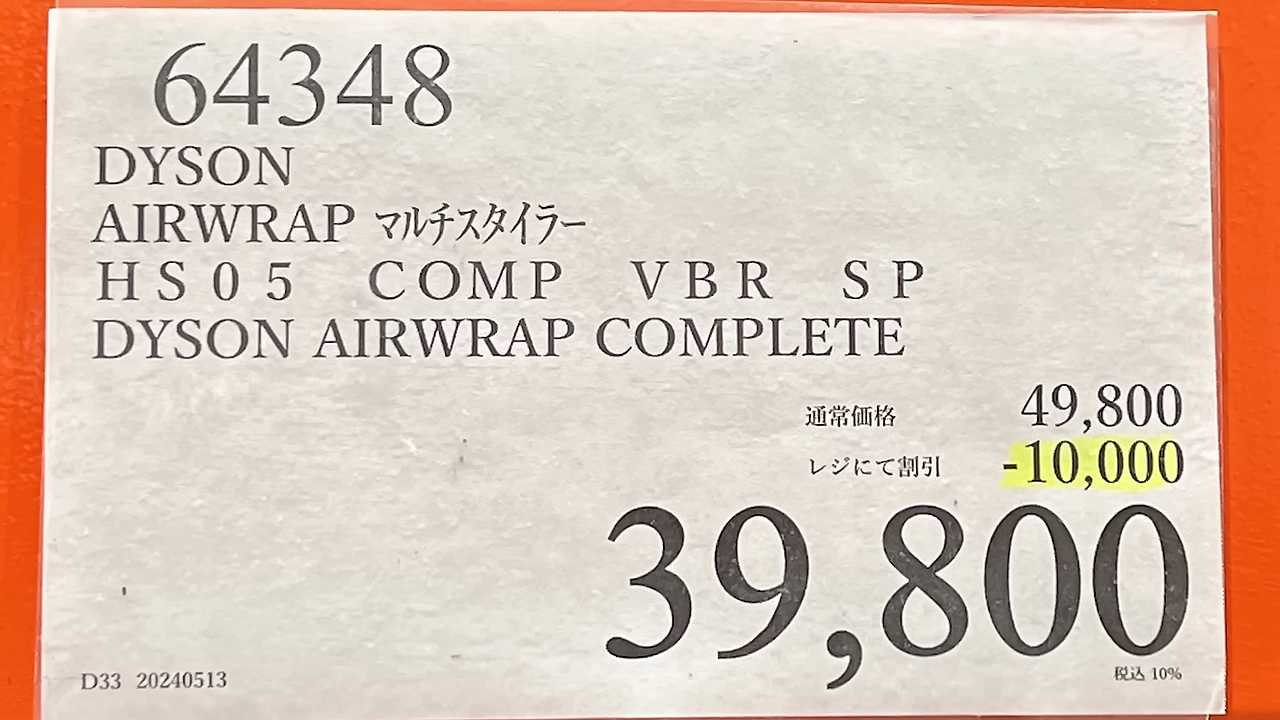 64348
DYSON
AIRWRAP マルチスタイラー
HS05 COMP VBR SP
DYSON AIRWRAP COMPLETE
通常価格 49,800
レジにて割引 -10,000
39,800
D33 20240513 税込 10%